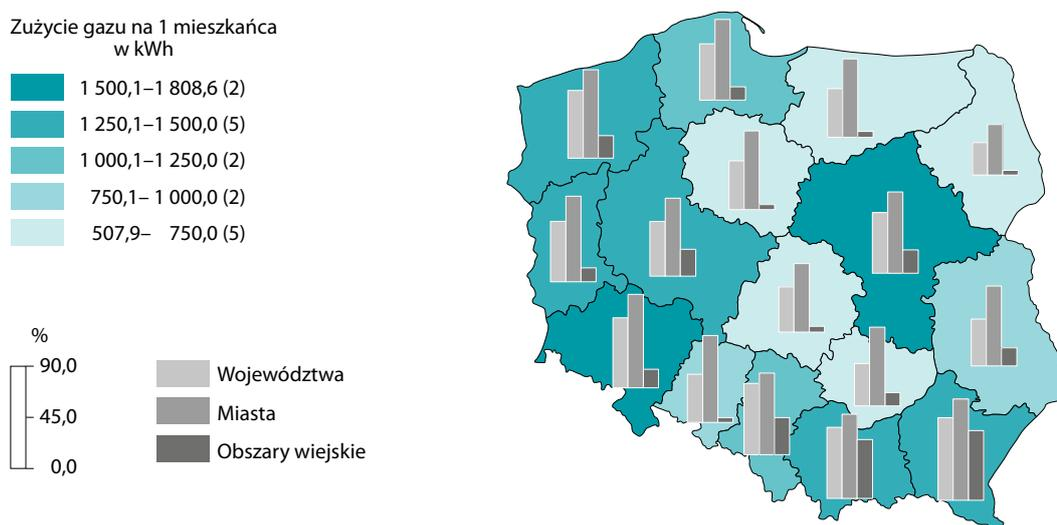 Zużycie gazu na 1 mieszkańca
w kWh
1 500,1–1 808,6 (2)
1 250,1–1 500,0 (5)
1 000,1–1 250,0 (2)
750,1– 1 000,0 (2)
507,9– 750,0 (5)
%
90,0
45,0
0,0
Województwa
Miasta
Obszary wiejskie